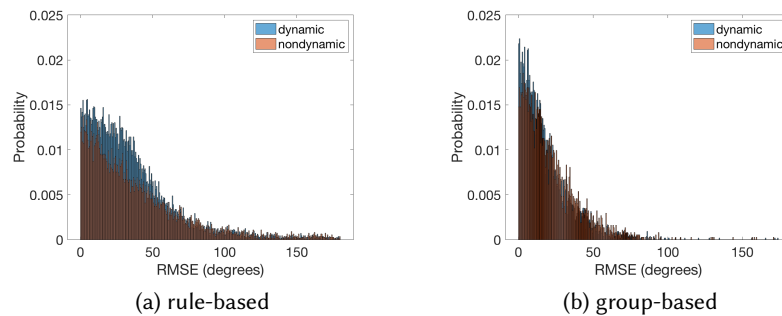 0.025
dynamic
nondynamic
0.02
0.015
0.01
0.005
0
Probability
0 50 100 150
RMSE (degrees)
(a) rule-based
0.025
dynamic
nondynamic
0.02
0.015
0.01
0.005
0
Probability
0 50 100 150
RMSE (degrees)
(b) group-based